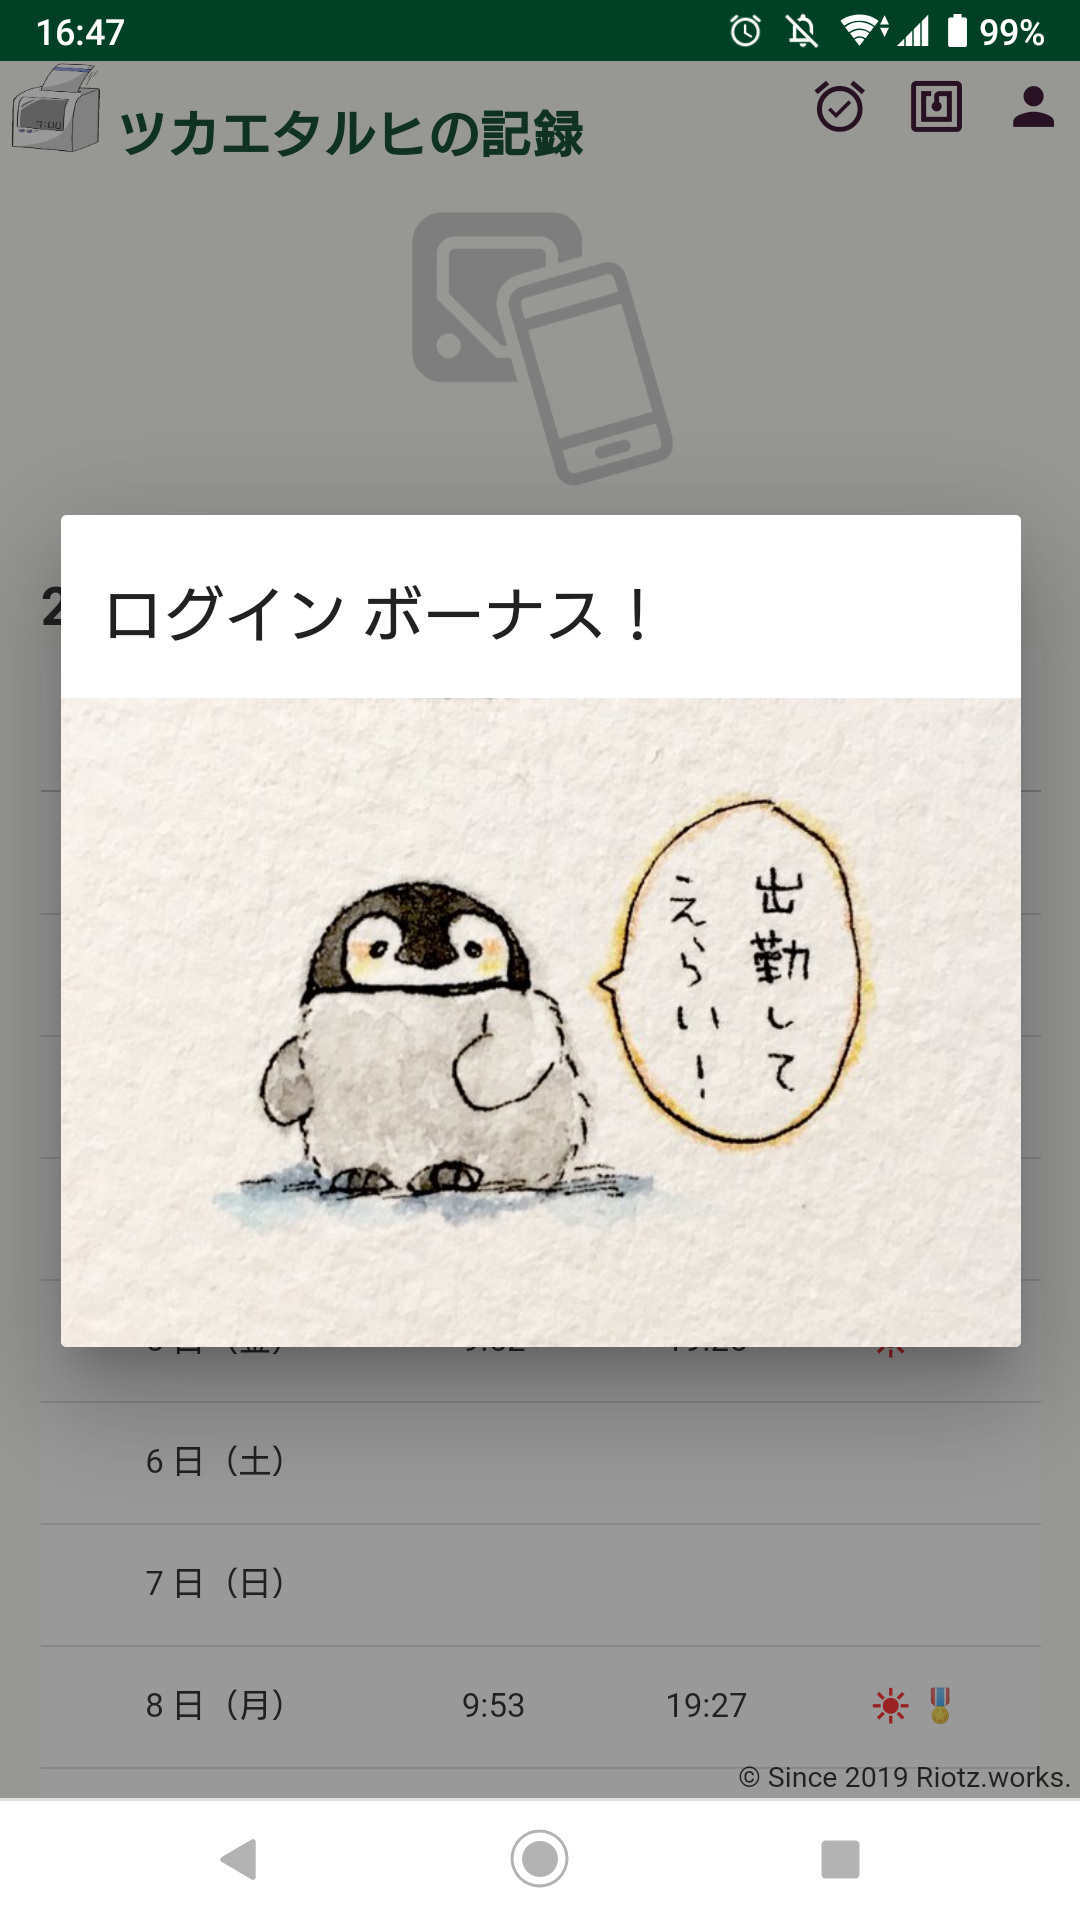 16:47
99%
7:00
ツカエタルヒの記録
2
ログイン ボーナス！
出勤して
えらい！
6 日（土）
7 日（日）
8 日（月） 9:53 19:27
© Since 2019 Riotz.works.